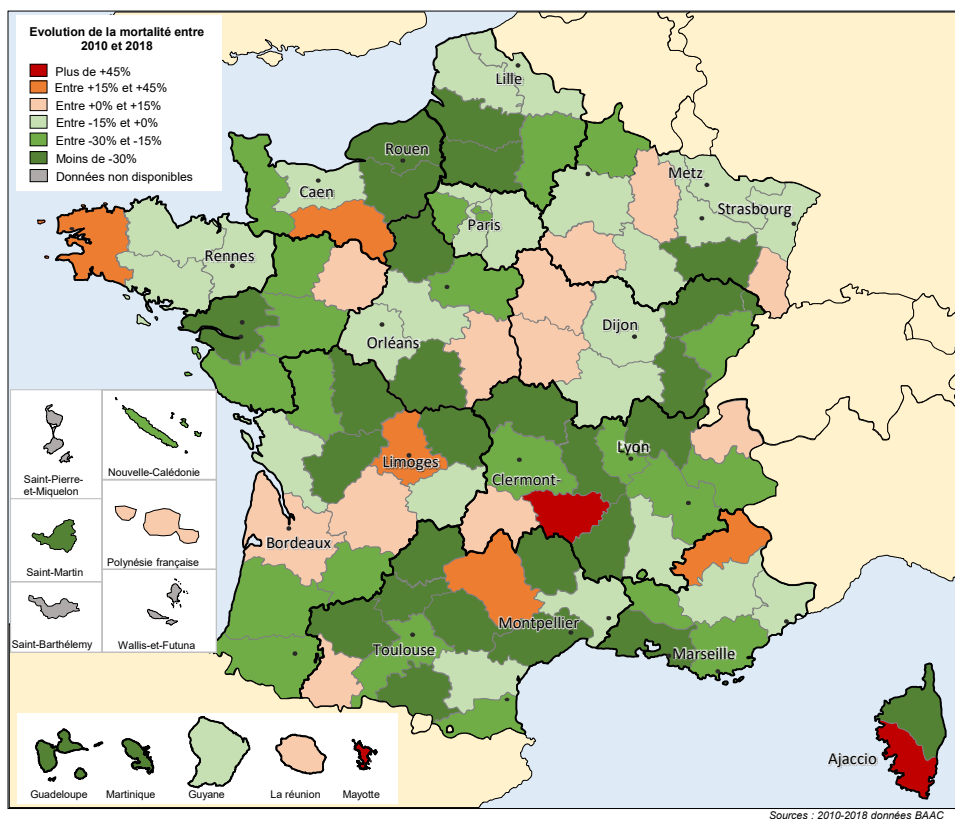 Evolution de la mortalité entre
2010 et 2018
Plus de +45%
Entre +15% et +45%
Entre +0% et +15%
Entre -15% et +0%
Entre -30% et -15%
Moins de -30%
Données non disponibles
Lille
Rouen
Caen
Metz
Strasbourg
Paris
Rennes
Dijon
Orléans
Lyon
Limoges
Clermont-
Bordeaux
Montpellier
Toulouse
Marseille
Ajaccio
Saint-Pierre-
et-Miquelon
Nouvelle-Calédonie
Saint-Martin
Polynésie française
Saint-Barthélemy
Wallis-et-Futuna
Guadeloupe
Martinique
Guyane
La réunion
Mayotte
Sources : 2010-2018 données BAAC